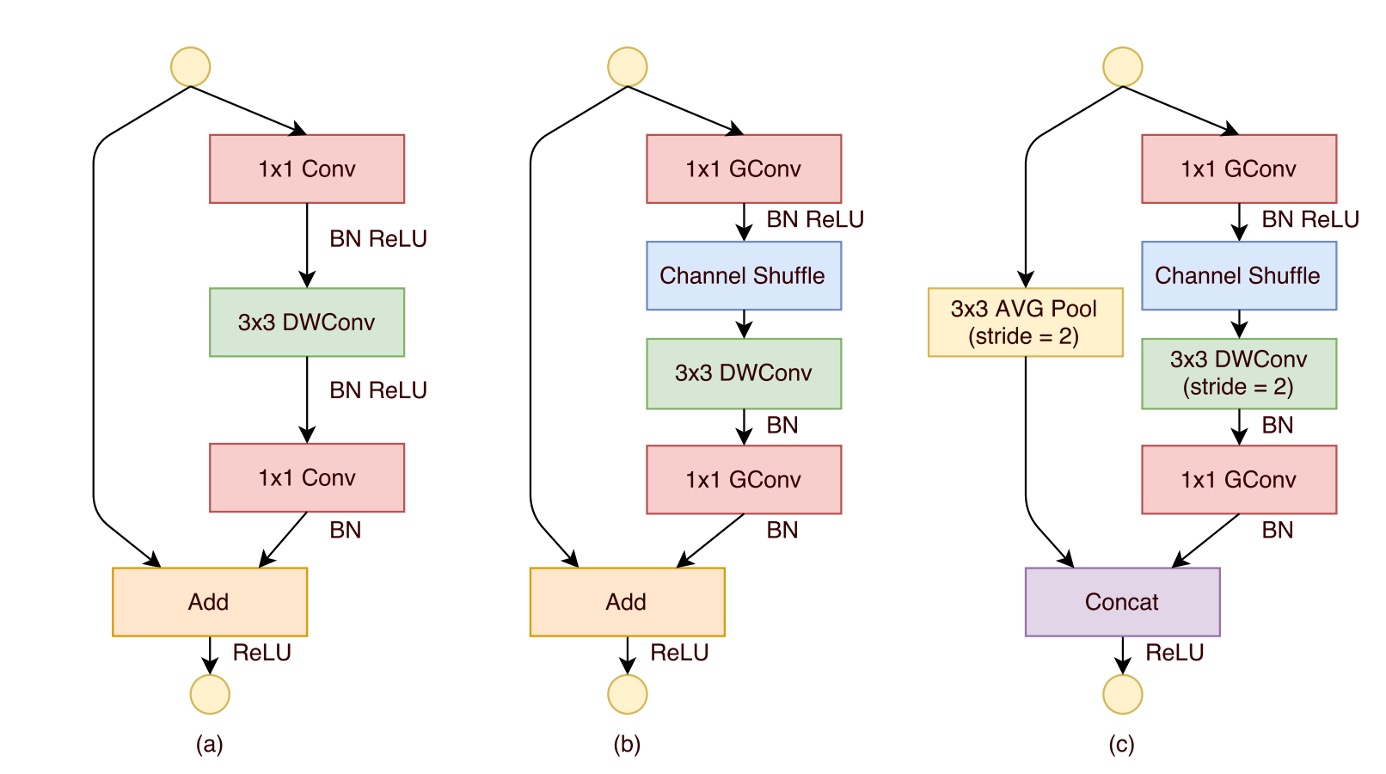 1x1 Conv
BN ReLU
3x3 DWConv
BN ReLU
1x1 Conv
BN
Add
ReLU
(a)
1x1 GConv
BN ReLU
Channel Shuffle
3x3 DWConv
BN
1x1 GConv
BN
Add
ReLU
(b)
1x1 GConv
BN ReLU
Channel Shuffle
3x3 AVG Pool
(stride = 2)
3x3 DWConv
(stride = 2)
BN
1x1 GConv
BN
Concat
ReLU
(c)